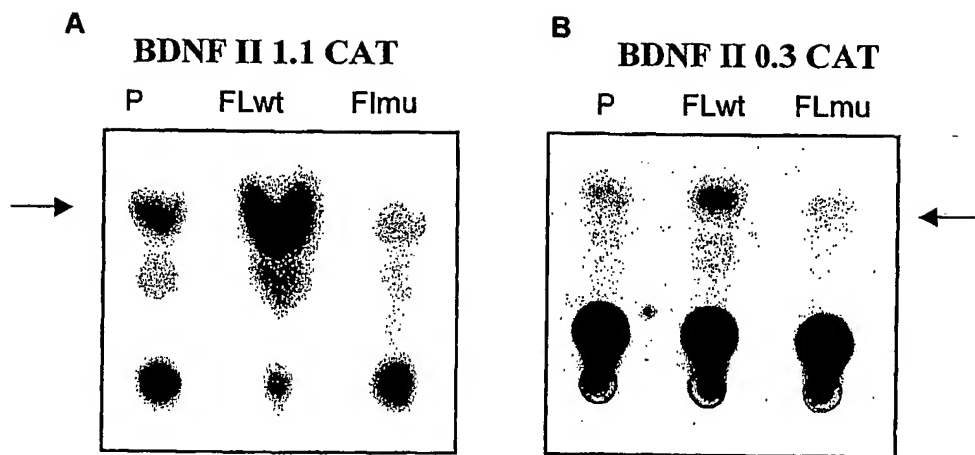 A
BDNF II 1.1 CAT
P FLwt Flmu
B
BDNF II 0.3 CAT
P FLwt FLmu